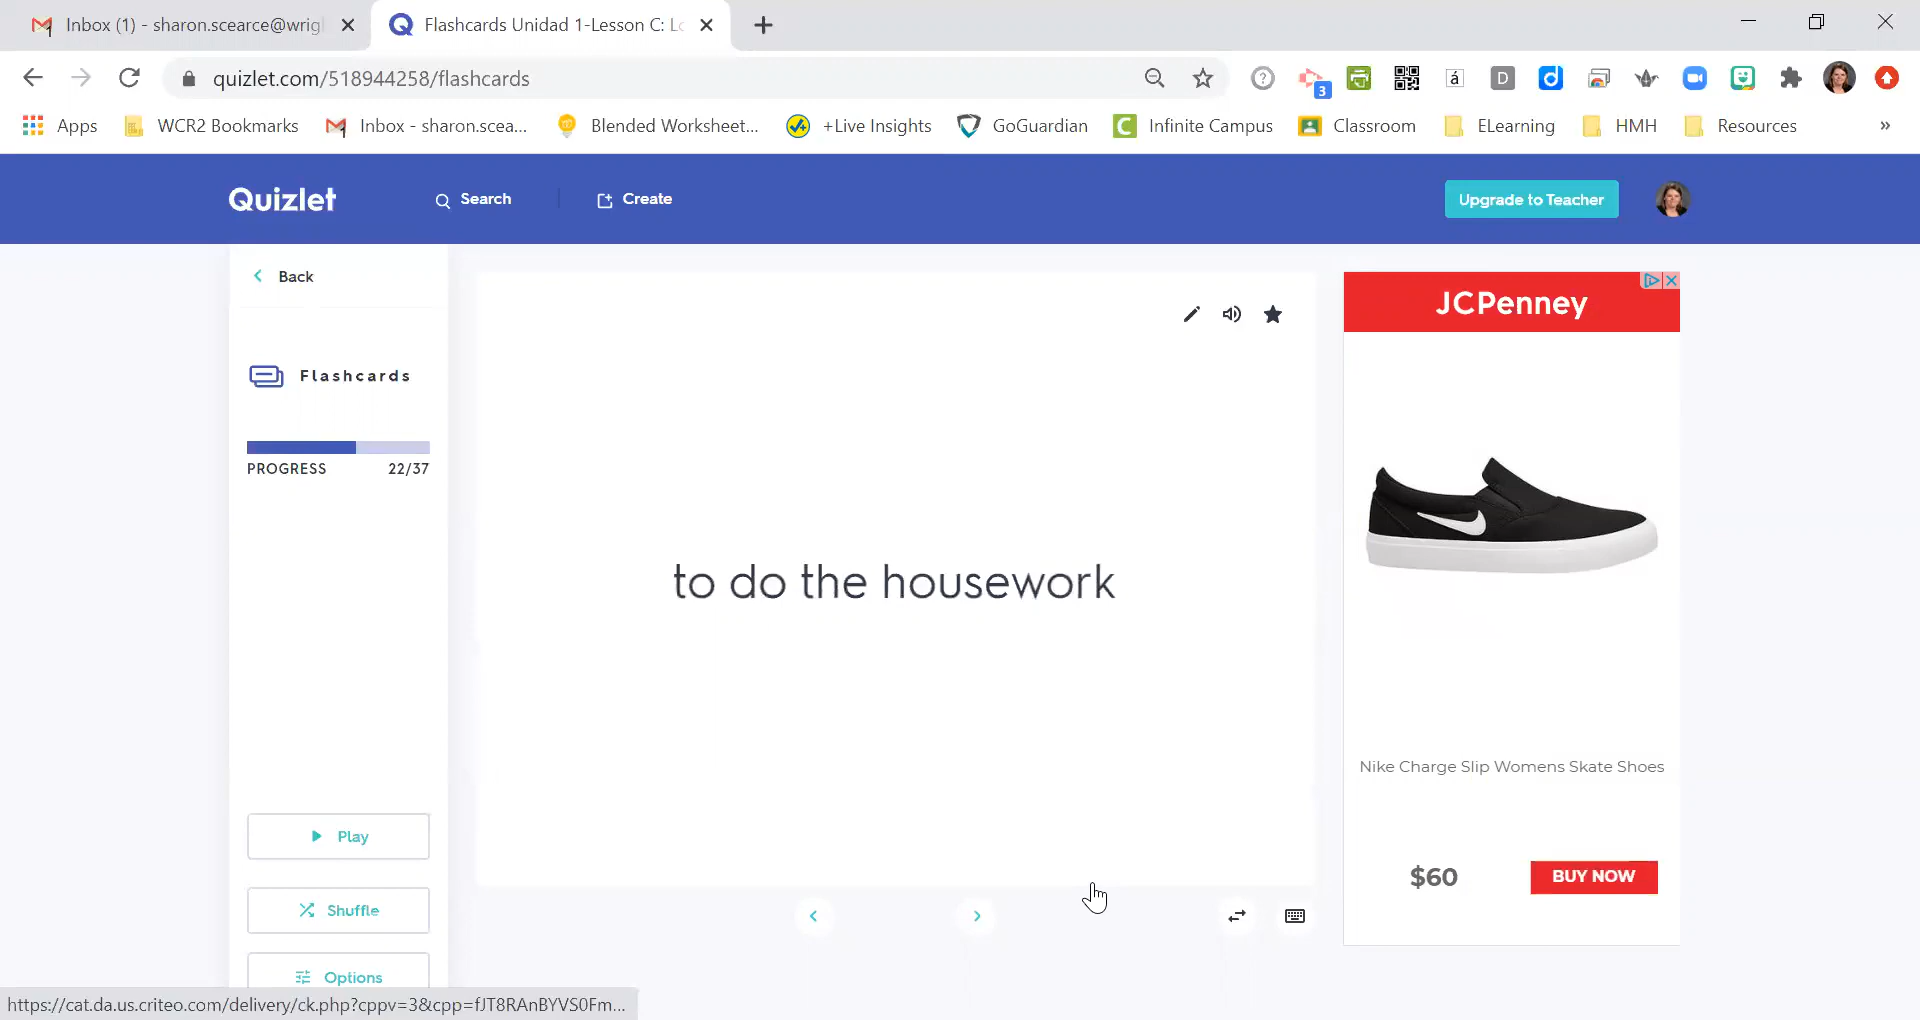 Inbox (1) - sharon.scearce@wrigl
Flashcards Unidad 1-Lesson C: Lo
quizlet.com/518944258/flashcards
3
á
D
Apps
WCR2 Bookmarks
Inbox - sharon.scea...
Blended Worksheet...
+Live Insights
GoGuardian
Infinite Campus
Classroom
ELearning
HMH
Resources
»
Quizlet
Search
Create
Upgrade to Teacher
Back
Flashcards
PROGRESS 22/37
to do the housework
Play
Shuffle
Options
JCPenney
Nike Charge Slip Womens Skate Shoes
$60
BUY NOW
https://cat.da.us.criteo.com/delivery/ck.php?cppv=3&cpp=fJT8RAnBYVS0Fm...